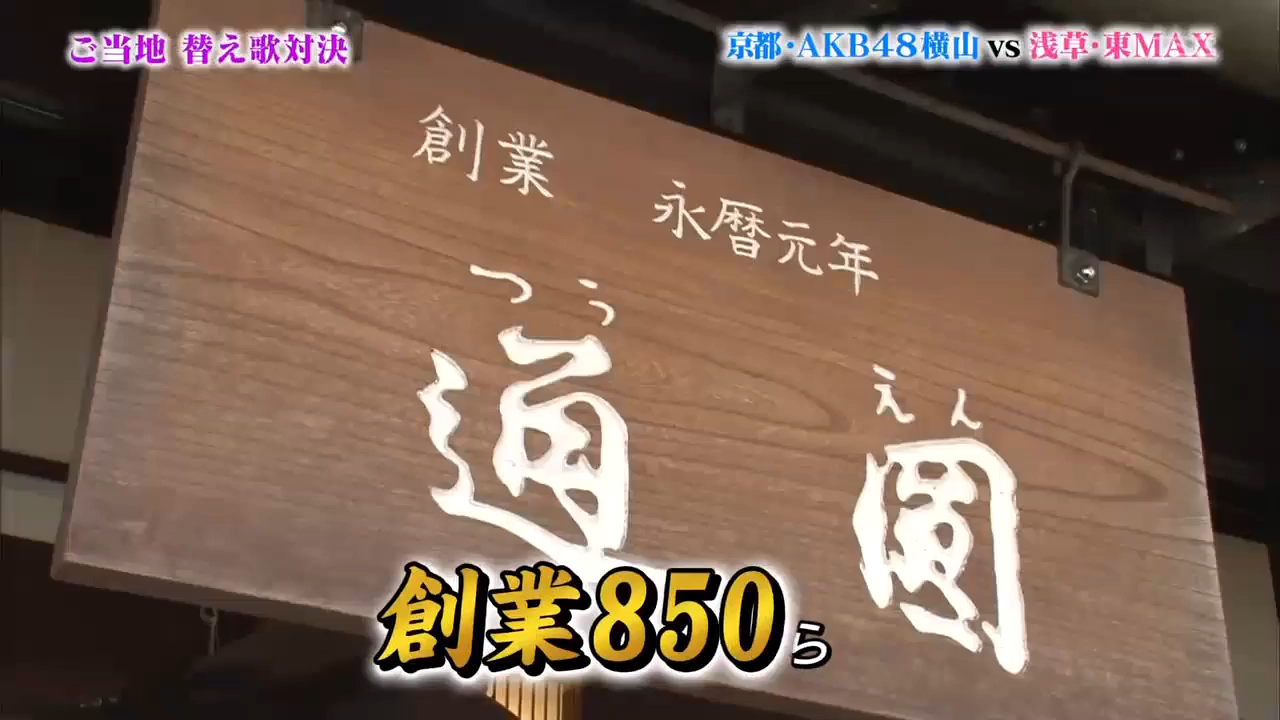 ご当地 替え歌対決
京都・AKB48横山 vs 浅草・東MAX
創業 永暦元年
つう えん
通圓
創業850ら